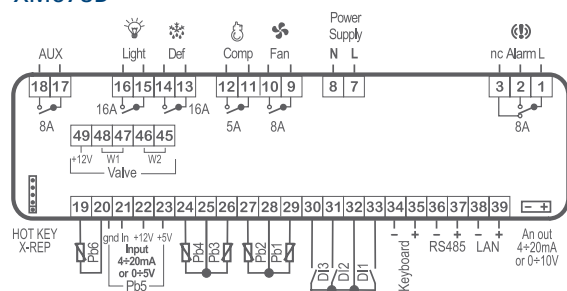 Power
Supply
AUX Light Def Comp Fan N L nc Alarm L
18 17 16 15 14 13 12 11 10 9 8 7 3 2 1
8A 16A 16A 5A 8A 8A
49 48 47 46 45
+12V W1 W2
Valve
19 20 21 22 23 24 25 26 27 28 29 30 31 32 33 34 35 36 37 38 39 - +
HOT KEY
X-REP
Pb6
gnd In +12V +5V
Input
4÷20mA
or 0÷5V
Pb5
Pb4 Pb3 Pb2 Pb1
DI3 DI2 DI1
- + - + - +
Keyboard RS485 LAN
An out
4÷20mA
or 0÷10V